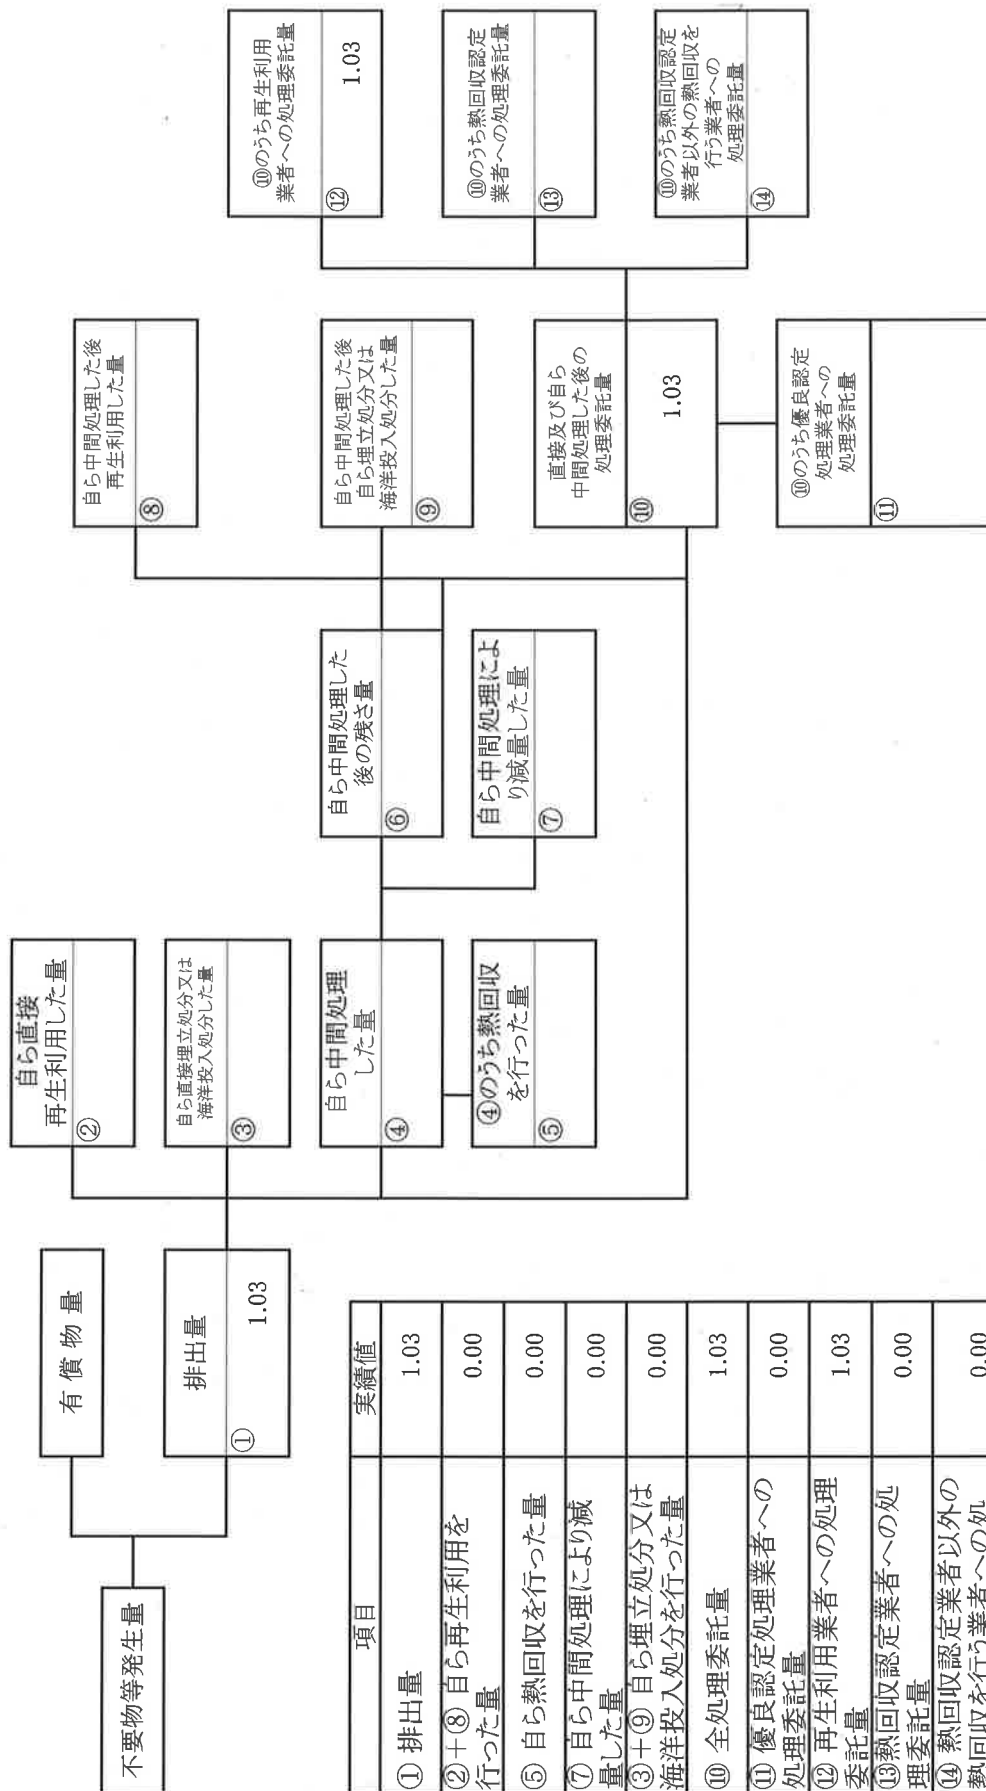 不要物等発生量
有償物量
排出量
①
1.03
自ら直接
再生利用した量
②
自ら直接埋立処分又は
海洋投入処分した量
③
自ら中間処理
した量
④
④のうち熱回収
を行った量
⑤
自ら中間処理した
後の残さ量
⑥
自ら中間処理によ
り減量した量
⑦
自ら中間処理した後
再生利用した量
⑧
自ら中間処理した後
自ら埋立処分又は
海洋投入処分した量
⑨
直接及び自ら
中間処理した後の
処理委託量
⑩
1.03
⑩のうち優良認定
処理業者への
処理委託量
⑪
⑩のうち再生利用
業者への処理委託量
⑫
1.03
⑩のうち熱回収認定
業者への処理委託量
⑬
⑩のうち熱回収認定
業者以外の熱回収を
行う業者への
処理委託量
⑭
項目 実績値
① 排出量 1.03
②+⑧ 自ら再生利用を
行った量 0.00
⑤ 自ら熱回収を行った量 0.00
⑦ 自ら中間処理により減
量した量 0.00
③+⑨ 自ら埋立処分又は
海洋投入処分を行った量 0.00
⑩ 全処理委託量 1.03
⑪ 優良認定処理業者への
処理委託量 0.00
⑫ 再生利用業者への処理
委託量 1.03
⑬熱回収認定業者への処
理委託量 0.00
⑭ 熱回収認定業者以外の
熱回収を行う業者への処 0.00